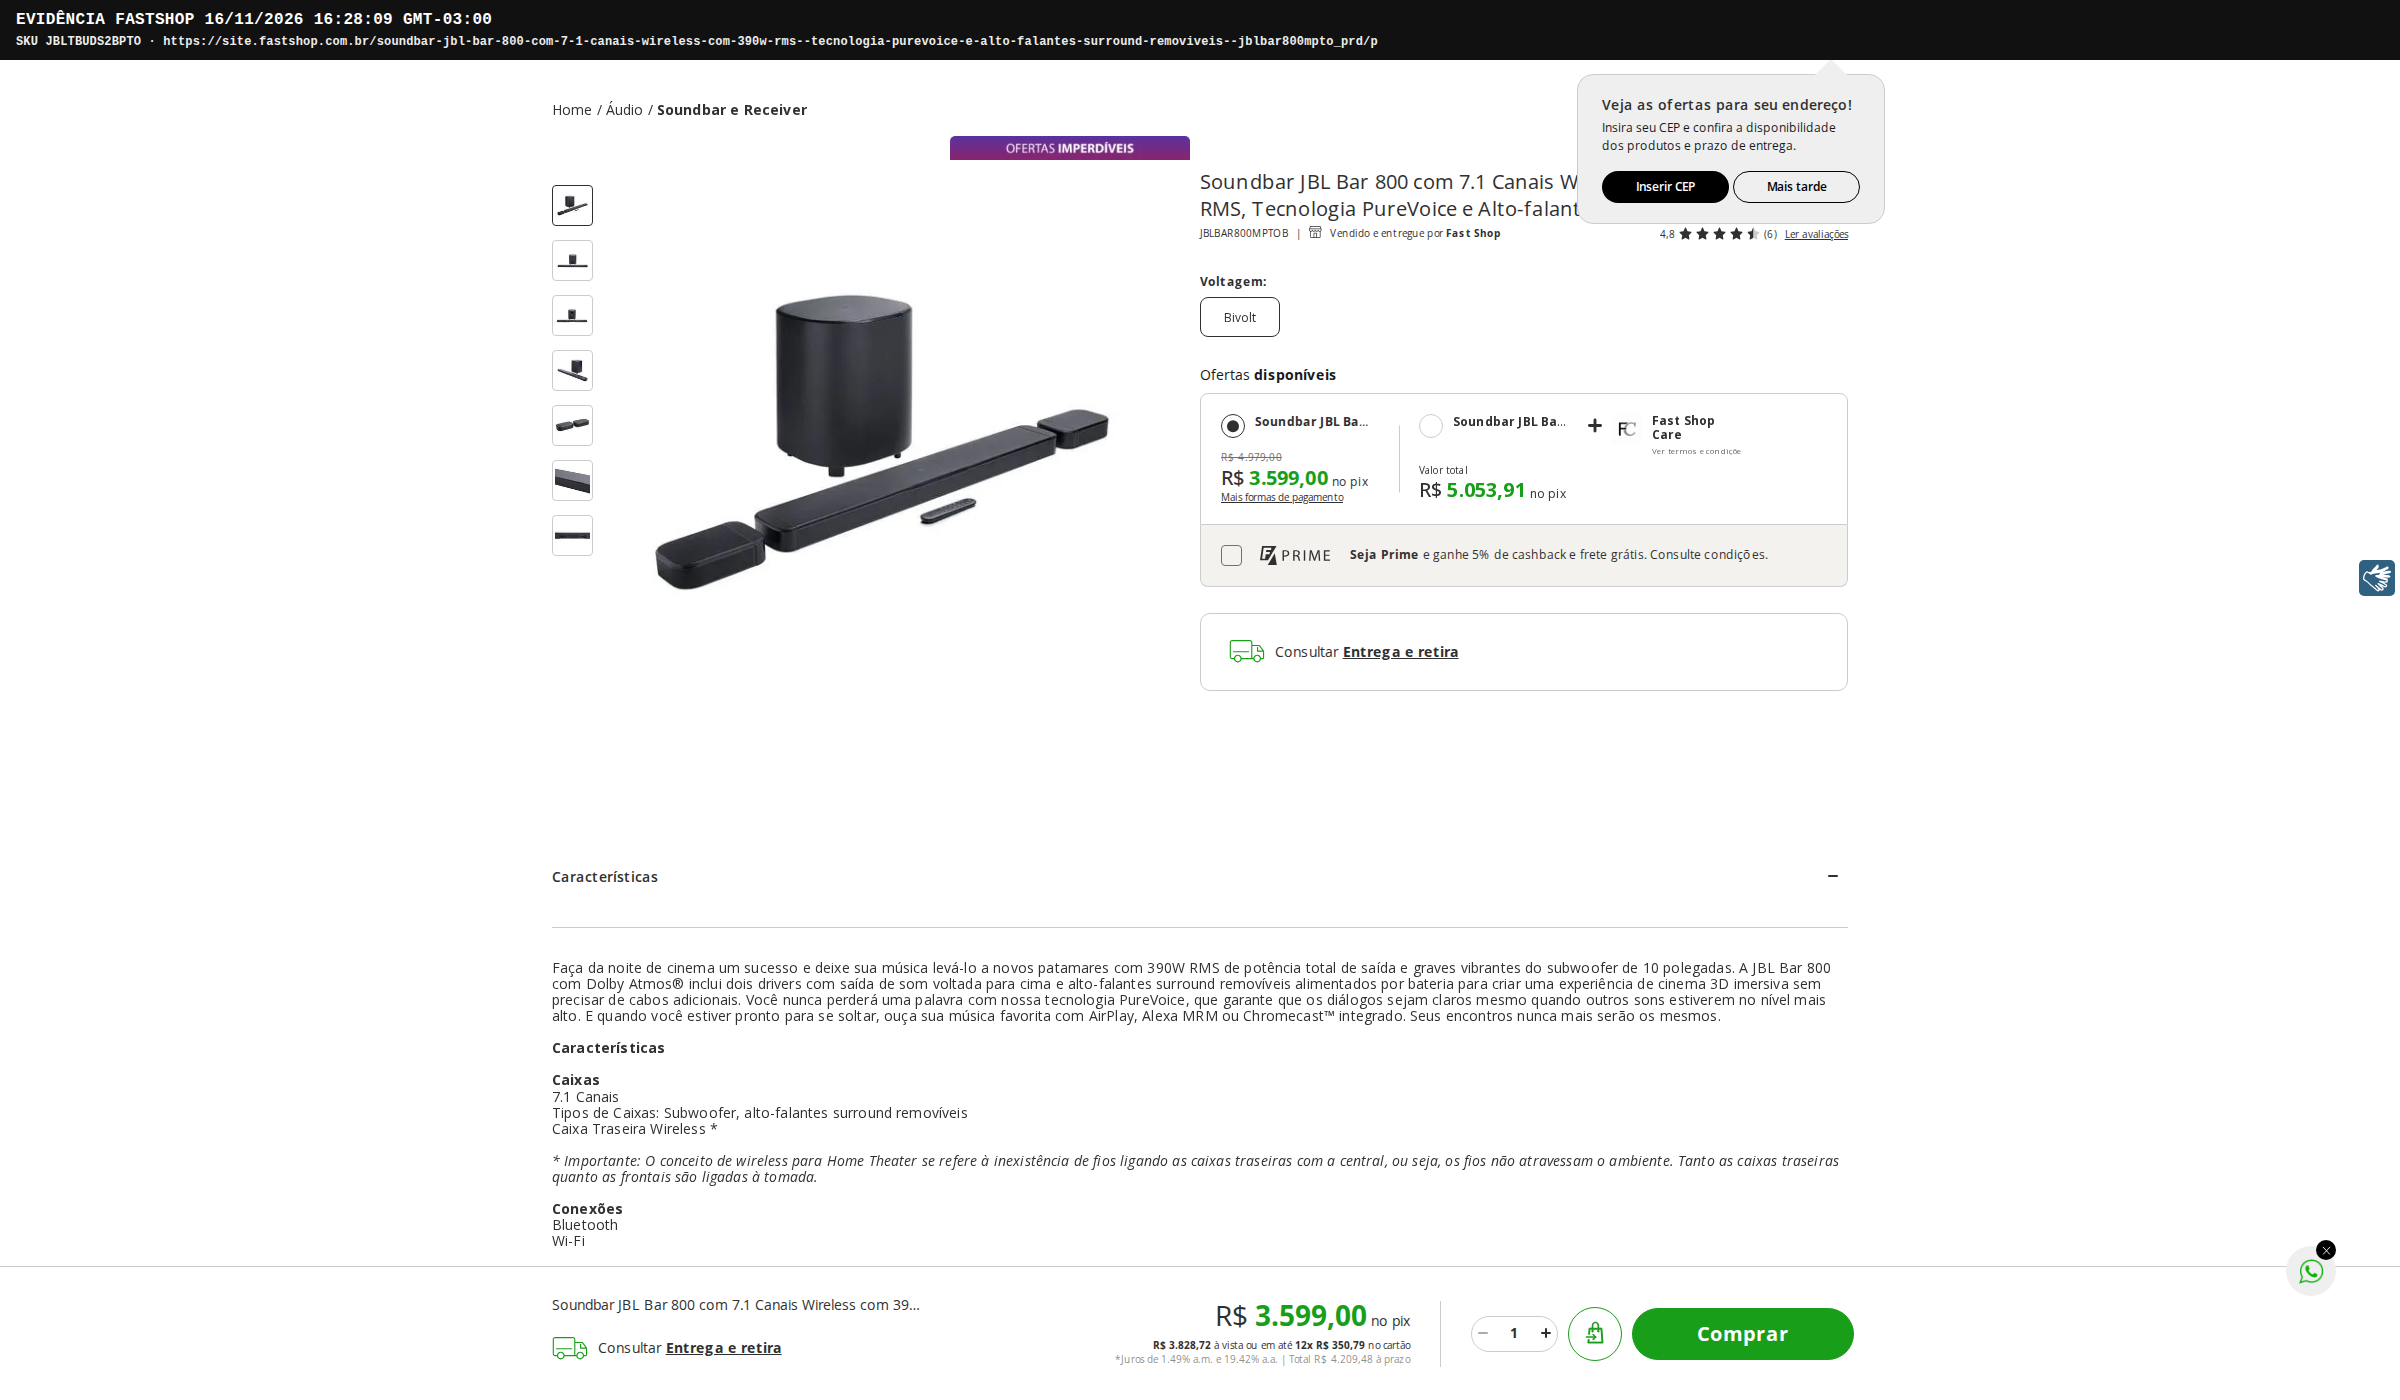 EVIDÊNCIA FASTSHOP 16/11/2026 16:28:09 GMT-03:00
SKU JBLTBUDS2BPTO · https://site.fastshop.com.br/soundbar-jbl-bar-800-com-7-1-canais-wireless-com-390w-rms--tecnologia-purevoice-e-alto-falantes-surround-removiveis--jblbar800mpto_prd/p
Veja as ofertas para seu endereço!
Insira seu CEP e confira a disponibilidade
dos produtos e prazo de entrega.
Inserir CEP
Mais tarde
Home / Áudio / Soundbar e Receiver
OFERTAS IMPERDÍVEIS
Soundbar JBL Bar 800 com 7.1 Canais W
RMS, Tecnologia PureVoice e Alto-falant
JBLBAR800MPTOB | Vendido e entregue por Fast Shop
4,8 (6) Ler avaliações
Voltagem:
Bivolt
Ofertas disponíveis
Soundbar JBL Ba...
R$ 4.979,00
R$ 3.599,00 no pix
Mais formas de pagamento
Soundbar JBL Ba...
+
FC
Fast Shop
Care
Ver termos e condiçõe
Valor total
R$ 5.053,91 no pix
PRIME
Seja Prime e ganhe 5% de cashback e frete grátis. Consulte condições.
Consultar Entrega e retira
Características
Faça da noite de cinema um sucesso e deixe sua música levá-lo a novos patamares com 390W RMS de potência total de saída e graves vibrantes do subwoofer de 10 polegadas. A JBL Bar 800
com Dolby Atmos® inclui dois drivers com saída de som voltada para cima e alto-falantes surround removíveis alimentados por bateria para criar uma experiência de cinema 3D imersiva sem
precisar de cabos adicionais. Você nunca perderá uma palavra com nossa tecnologia PureVoice, que garante que os diálogos sejam claros mesmo quando outros sons estiverem no nível mais
alto. E quando você estiver pronto para se soltar, ouça sua música favorita com AirPlay, Alexa MRM ou Chromecast™ integrado. Seus encontros nunca mais serão os mesmos.
Características
Caixas
7.1 Canais
Tipos de Caixas: Subwoofer, alto-falantes surround removíveis
Caixa Traseira Wireless *
* Importante: O conceito de wireless para Home Theater se refere à inexistência de fios ligando as caixas traseiras com a central, ou seja, os fios não atravessam o ambiente. Tanto as caixas traseiras
quanto as frontais são ligadas à tomada.
Conexões
Bluetooth
Wi-Fi
Soundbar JBL Bar 800 com 7.1 Canais Wireless com 39...
Consultar Entrega e retira
R$ 3.599,00 no pix
R$ 3.828,72 à vista ou em até 12x R$ 350,79 no cartão
*Juros de 1.49% a.m. e 19.42% a.a. | Total R$ 4.209,48 à prazo
− 1 +
Comprar